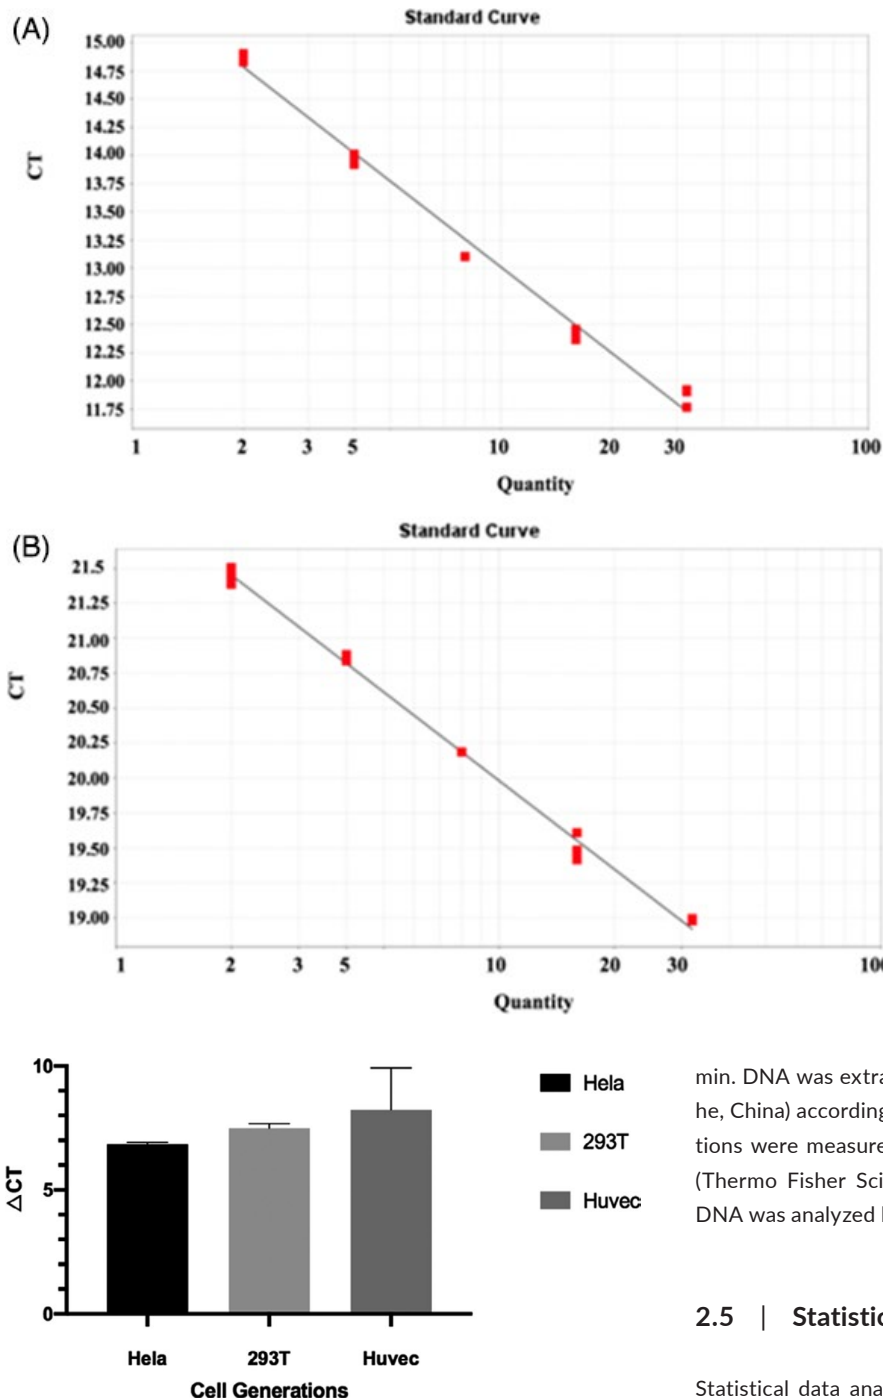 (A)
Standard Curve
15.00
14.75
14.50
14.25
14.00
13.75
13.50
13.25
13.00
12.75
12.50
12.25
12.00
11.75
CT
1 2 3 5 10 20 30 100
Quantity
(B)
Standard Curve
21.5
21.25
21.00
20.75
20.50
20.25
20.00
19.75
19.50
19.25
19.00
CT
1 2 3 5 10 20 30 100
Quantity
10
5
0
△CT
Hela 293T Huvec
Cell Generations
Hela
293T
Huvec
min. DNA was extra
he, China) according
tions were measure
(Thermo Fisher Sci
DNA was analyzed
2.5 | Statistic
Statistical data ana